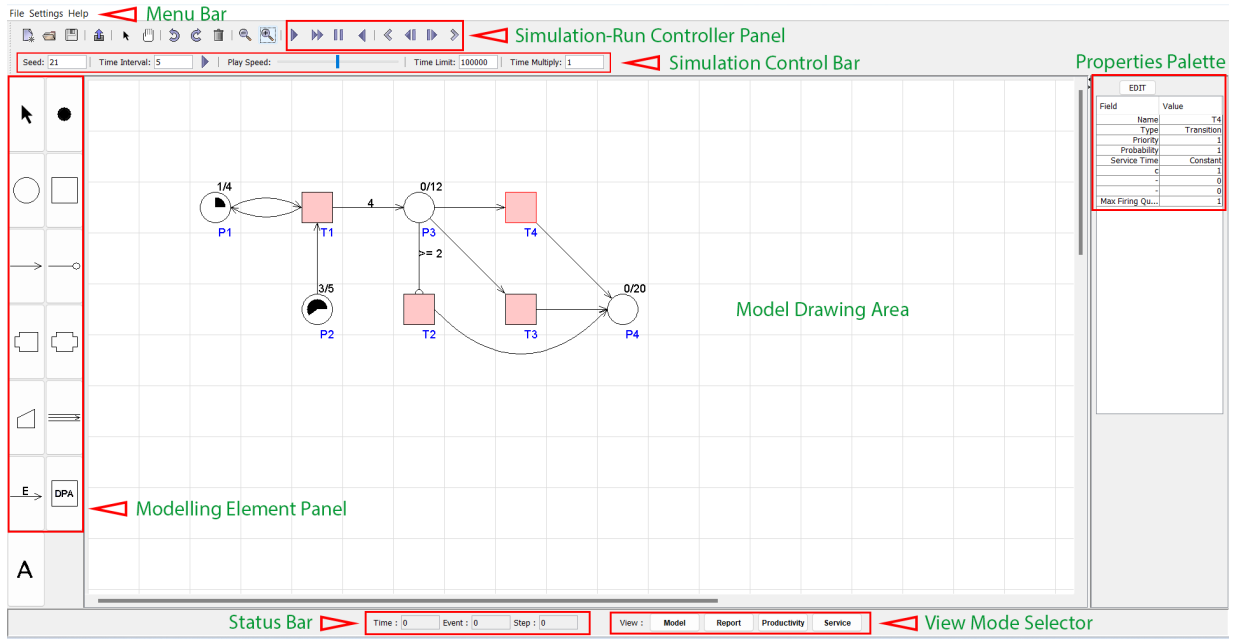 File Settings Help
Menu Bar
Simulation-Run Controller Panel
Seed: 21 Time Interval: 5 Play Speed: Time Limit: 100000 Time Multiply: 1
Simulation Control Bar
Properties Palette
EDIT
Field Value
Name T4
Type Transition
Priority 1
Probability 1
Service Time Constant
c 1
- 0
- 0
Max Firing Qu... 1
1/4 0/12
4
P1 T1 P3 T4
>= 2
3/5 0/20
P2 T2 T3 P4
Model Drawing Area
E DPA
Modelling Element Panel
A
Status Bar
Time : 0 Event : 0 Step : 0
View : Model Report Productivity Service
View Mode Selector